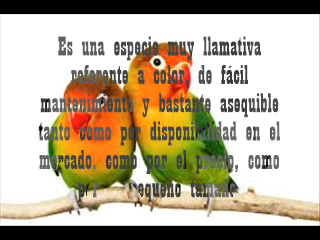 Es una especie muy llamativa
referente a color, de fácil
mantenimiento y bastante asequible
tanto como por disponibilidad en el
mercado, como por el precio, como
pequeño tamaño